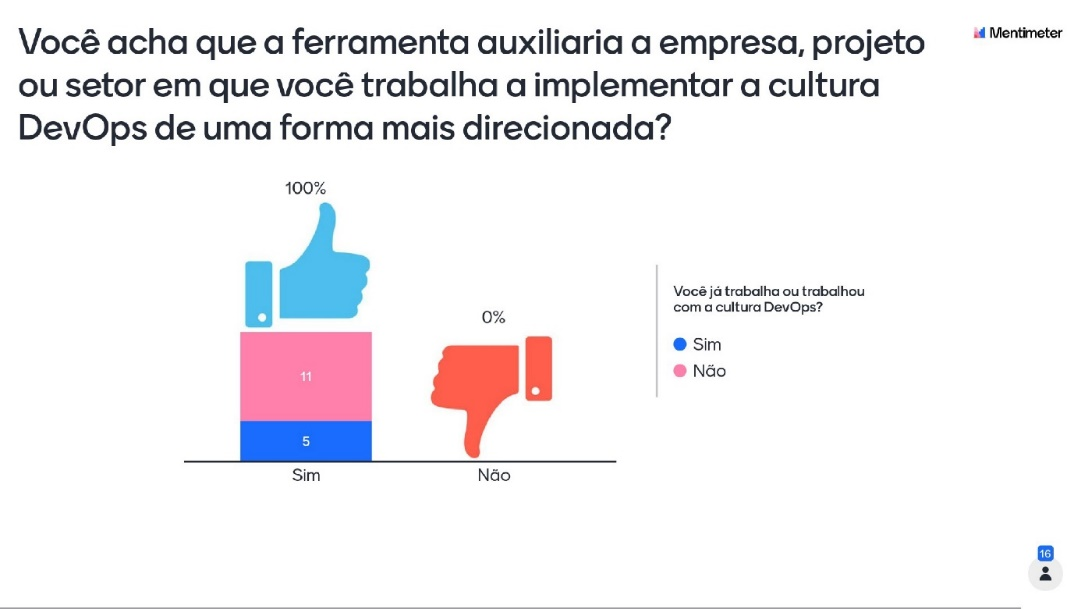 Você acha que a ferramenta auxiliaria a empresa, projeto
ou setor em que você trabalha a implementar a cultura
DevOps de uma forma mais direcionada?
Mentimeter
100%
0%
11
5
Sim
Não
Você já trabalha ou trabalhou
com a cultura DevOps?
Sim
Não
16